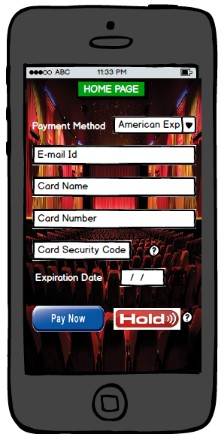 ABC 11:33 PM
HOME PAGE
Payment Method American Exp
E-mail Id
Card Name
Card Number
Card Security Code ?
Expiration Date / /
Pay Now Hold ?